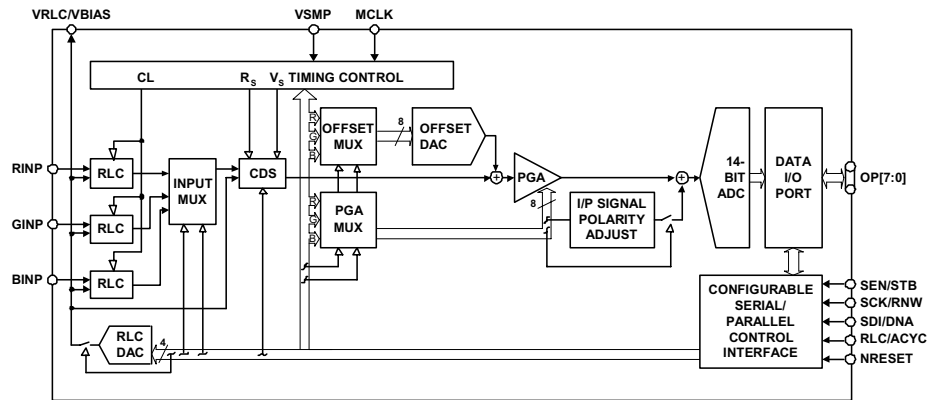 VRLC/VBIAS VSMP MCLK
CL R S V S TIMING CONTROL
R
G
B
OFFSET
MUX
8
OFFSET
DAC
RINP
RLC
INPUT
MUX
CDS
PGA
14-
BIT
ADC
DATA
I/O
PORT
OP[7:0]
GINP
RLC
R
G
B
PGA
MUX
8
I/P SIGNAL
POLARITY
ADJUST
BINP
RLC
RLC
DAC
4
CONFIGURABLE
SERIAL/
PARALLEL
CONTROL
INTERFACE
SEN/STB
SCK/RNW
SDI/DNA
RLC/ACYC
NRESET